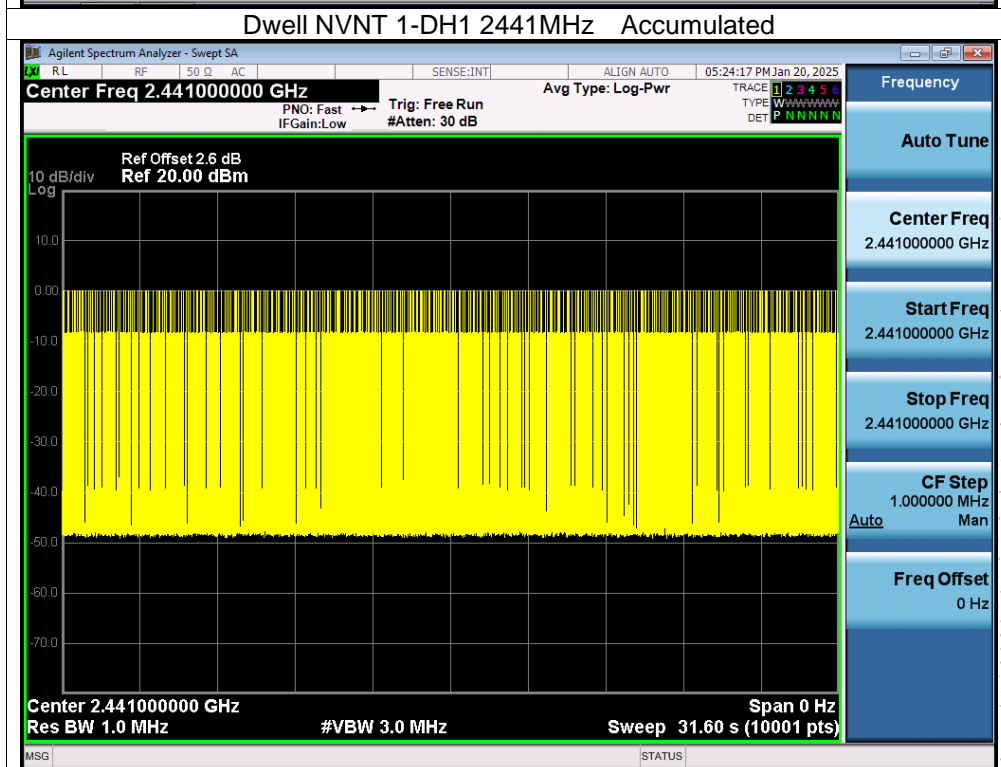 Dwell NVNT 1-DH1 2441MHz Accumulated
Agilent Spectrum Analyzer - Swept SA
LXI RL RF 50 Ω AC SENSE:INT ALIGN AUTO 05:24:17 PM Jan 20, 2025
Center Freq 2.441000000 GHz
PNO: Fast
IFGain:Low
Trig: Free Run
#Atten: 30 dB
Avg Type: Log-Pwr
TRACE 1 2 3 4 5 6
TYPE WWWWWWW
DET P N N N N N
Frequency
Auto Tune
Center Freq
2.441000000 GHz
Start Freq
2.441000000 GHz
Stop Freq
2.441000000 GHz
CF Step
1.000000 MHz
Auto Man
Freq Offset
0 Hz
Ref Offset 2.6 dB
10 dB/div Ref 20.00 dBm
Log
10.0
0.00
-10.0
-20.0
-30.0
-40.0
-50.0
-60.0
-70.0
Center 2.441000000 GHz Span 0 Hz
Res BW 1.0 MHz #VBW 3.0 MHz Sweep 31.60 s (10001 pts)
MSG STATUS